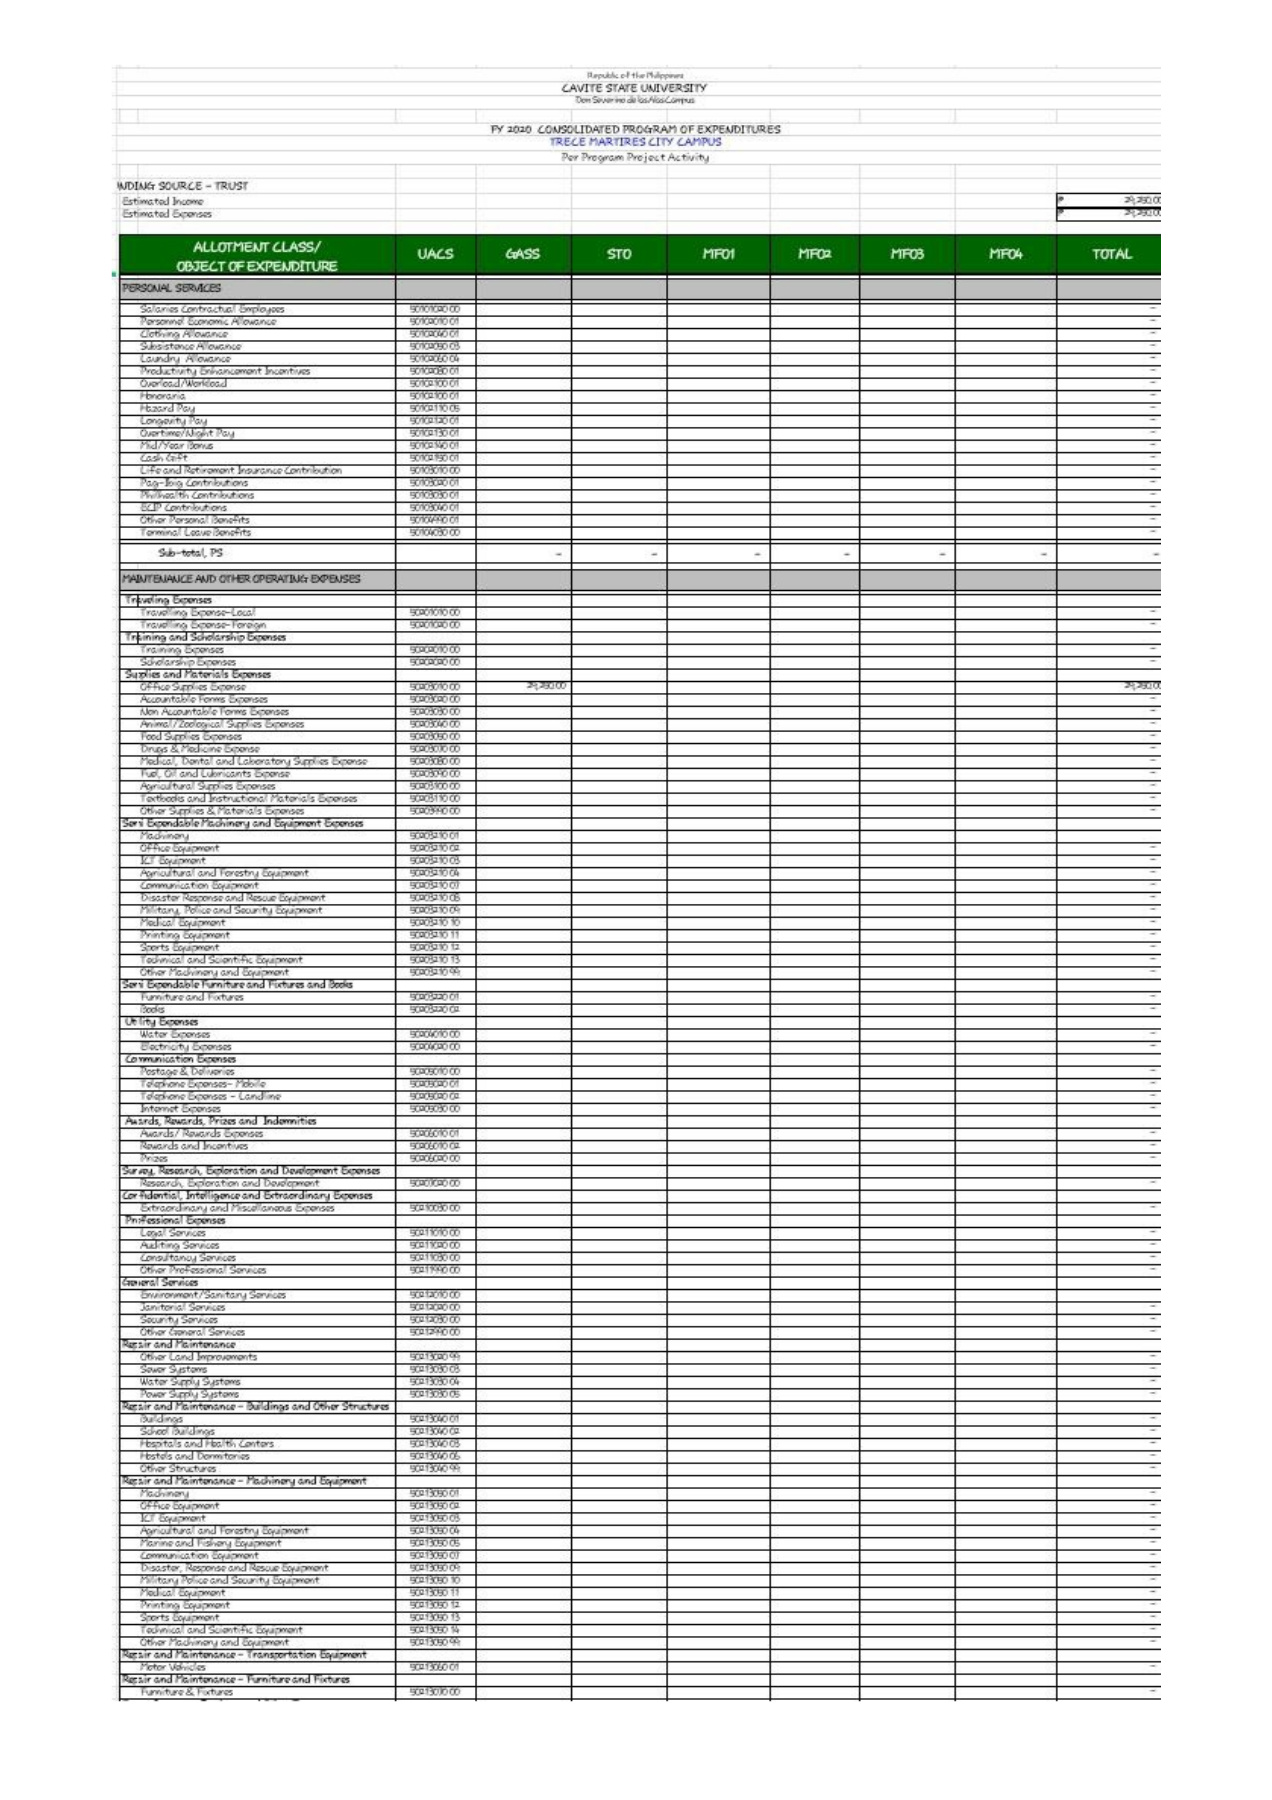 Republic of the Philippines
CAVITE STATE UNIVERSITY
Don Severino de las Alas Campus
FY 2020 CONSOLIDATED PROGRAM OF EXPENDITURES
TRECE MARTIRES CITY CAMPUS
Per Program Project Activity
NDING SOURCE - TRUST
Estimated Income ₱
Estimated Expenses ₱
ALLOTMENT CLASS/ OBJECT OF EXPENDITURE UACS GASS STO MFO1 MFO2 MFO3 MFO4 TOTAL
PERSONAL SERVICES
Salaries Contractual Employees 50101020 00 -
Personnel Economic Allowance 50102010 01 -
Clothing Allowance 50102040 01 -
Subsistence Allowance 50102050 03 -
Laundry Allowance 50102060 04 -
Productivity Enhancement Incentives 50102080 01 -
Overload/Workload 50102100 01 -
Honoraria 50102100 01 -
Hazard Pay 50102110 05 -
Longevity Pay 50102120 01 -
Overtime/Night Pay 50102130 01 -
Mid/Year Bonus 50102140 01 -
Cash Gift 50102150 01 -
Life and Retirement Insurance Contribution 50103010 00 -
Pag-Ibig Contributions 50103020 01 -
Philhealth Contributions 50103030 01 -
ECIP Contributions 50103040 01 -
Other Personal Benefits 50104990 01 -
Terminal Leave Benefits 50104030 00 -
Sub-total, PS - - - - - - -
MAINTENANCE AND OTHER OPERATING EXPENSES
Traveling Expenses
Travelling Expense-Local 50201010 00 -
Travelling Expense-Foreign 50201020 00 -
Training and Scholarship Expenses
Training Expenses 50202010 00 -
Scholarship Expenses 50202020 00 -
Supplies and Materials Expenses
Office Supplies Expense 50203010 00
Accountable Forms Expenses 50203020 00 -
Non Accountable Forms Expenses 50203030 00 -
Animal/Zoological Supplies Expenses 50203040 00 -
Food Supplies Expenses 50203050 00 -
Drugs & Medicine Expense 50203070 00 -
Medical, Dental and Laboratory Supplies Expense 50203080 00 -
Fuel, Oil and Lubricants Expense 50203090 00 -
Agricultural Supplies Expenses 50203100 00 -
Textbooks and Instructional Materials Expenses 50203110 00 -
Other Supplies & Materials Expenses 50203990 00 -
Semi Expendable Machinery and Equipment Expenses
Machinery 50203210 01
Office Equipment 50203210 02 -
ICT Equipment 50203210 03 -
Agricultural and Forestry Equipment 50203210 04 -
Communication Equipment 50203210 07 -
Disaster Response and Rescue Equipment 50203210 08 -
Military, Police and Security Equipment 50203210 09 -
Medical Equipment 50203210 10 -
Printing Equipment 50203210 11 -
Sports Equipment 50203210 12 -
Technical and Scientific Equipment 50203210 13 -
Other Machinery and Equipment 50203210 99 -
Semi Expendable Furniture and Fixtures and Books
Furniture and Fixtures 50203220 01 -
Books 50203220 02 -
Utility Expenses
Water Expenses 50204010 00 -
Electricity Expenses 50204020 00 -
Communication Expenses
Postage & Deliveries 50205010 00 -
Telephone Expenses- Mobile 50205020 01 -
Telephone Expenses - Landline 50205020 02 -
Internet Expenses 50205030 00 -
Awards, Rewards, Prizes and Indemnities
Awards/ Rewards Expenses 50206010 01 -
Rewards and Incentives 50206010 02 -
Prizes 50206020 00 -
Survey, Research, Exploration and Development Expenses
Research, Exploration and Development 50207020 00 -
Confidential, Intelligence and Extraordinary Expenses
Extraordinary and Miscellaneous Expenses 50210030 00 -
Professional Expenses
Legal Services 50211010 00 -
Auditing Services 50211020 00 -
Consultancy Services 50211030 00 -
Other Professional Services 50211990 00 -
General Services
Environment/Sanitary Services 50212010 00
Janitorial Services 50212020 00 -
Security Services 50212030 00 -
Other General Services 50212990 00 -
Repair and Maintenance
Other Land Improvements 50213020 99 -
Sewer Systems 50213030 03 -
Water Supply Systems 50213030 04 -
Power Supply Systems 50213030 05 -
Repair and Maintenance - Buildings and Other Structures
Buildings 50213040 01 -
School Buildings 50213040 02 -
Hospitals and Health Centers 50213040 03 -
Hostels and Dormitories 50213040 06 -
Other Structures 50213040 99 -
Repair and Maintenance - Machinery and Equipment
Machinery 50213050 01 -
Office Equipment 50213050 02 -
ICT Equipment 50213050 03 -
Agricultural and Forestry Equipment 50213050 04 -
Marine and Fishery Equipment 50213050 05 -
Communication Equipment 50213050 07 -
Disaster, Response and Rescue Equipment 50213050 09 -
Military Police and Security Equipment 50213050 10 -
Medical Equipment 50213050 11 -
Printing Equipment 50213050 12 -
Sports Equipment 50213050 13 -
Technical and Scientific Equipment 50213050 14 -
Other Machinery and Equipment 50213050 99 -
Repair and Maintenance - Transportation Equipment
Motor Vehicles 50213060 01 -
Repair and Maintenance - Furniture and Fixtures
Furniture & Fixtures 50213070 00 -